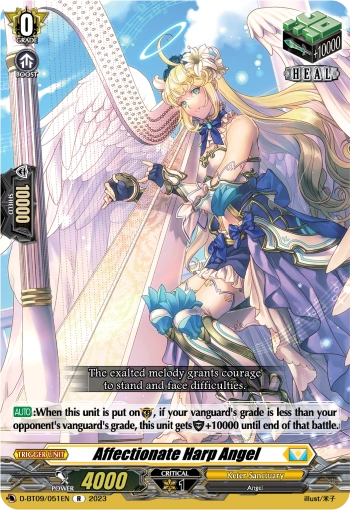 0
GRADE
BOOST
+10000
HEAL
10000
SHIELD
The exalted melody grants courage
to stand and face difficulties.
AUTO:When this unit is put on, if your vanguard's grade is less than your
opponent's vanguard's grade, this unit gets+10000 until end of that battle.
TRIGGER UNIT
Affectionate Harp Angel
POWER 4000
CRITICAL
1
Keter Sanctuary
Angel
D-BT09/051EN R 2023
illust/米子